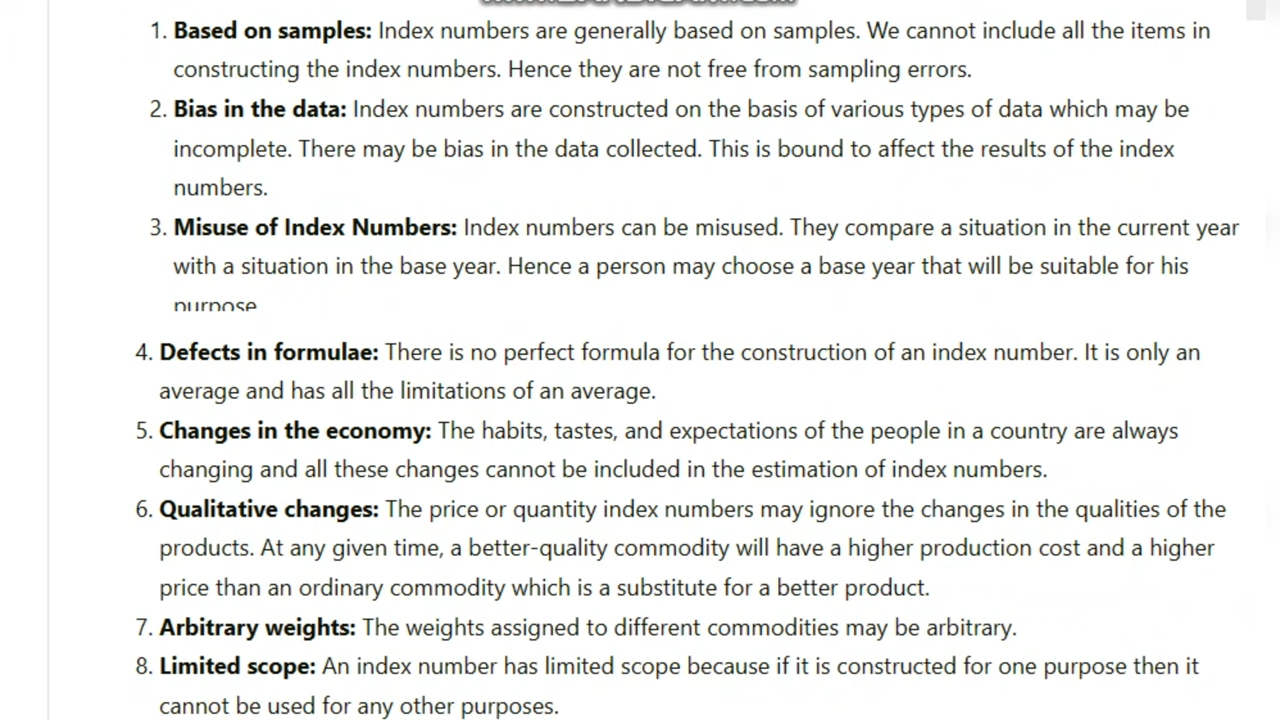 1. Based on samples: Index numbers are generally based on samples. We cannot include all the items in
constructing the index numbers. Hence they are not free from sampling errors.
2. Bias in the data: Index numbers are constructed on the basis of various types of data which may be
incomplete. There may be bias in the data collected. This is bound to affect the results of the index
numbers.
3. Misuse of Index Numbers: Index numbers can be misused. They compare a situation in the current year
with a situation in the base year. Hence a person may choose a base year that will be suitable for his
purpose
4. Defects in formulae: There is no perfect formula for the construction of an index number. It is only an
average and has all the limitations of an average.
5. Changes in the economy: The habits, tastes, and expectations of the people in a country are always
changing and all these changes cannot be included in the estimation of index numbers.
6. Qualitative changes: The price or quantity index numbers may ignore the changes in the qualities of the
products. At any given time, a better-quality commodity will have a higher production cost and a higher
price than an ordinary commodity which is a substitute for a better product.
7. Arbitrary weights: The weights assigned to different commodities may be arbitrary.
8. Limited scope: An index number has limited scope because if it is constructed for one purpose then it
cannot be used for any other purposes.